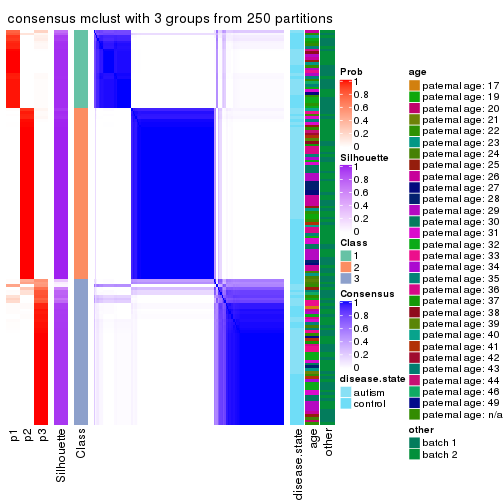 consensus mclust with 3 groups from 250 partitions
p1
p2
p3
Silhouette
Class
disease.state
age
other
Prob
1
0.8
0.6
0.4
0.2
0
Silhouette
1
0.8
0.6
0.4
0.2
0
Class
1
2
3
Consensus
1
0.8
0.6
0.4
0.2
0
disease.state
autism
control
age
paternal age: 17
paternal age: 19
paternal age: 20
paternal age: 21
paternal age: 22
paternal age: 23
paternal age: 24
paternal age: 25
paternal age: 26
paternal age: 27
paternal age: 28
paternal age: 29
paternal age: 30
paternal age: 31
paternal age: 32
paternal age: 33
paternal age: 34
paternal age: 35
paternal age: 36
paternal age: 37
paternal age: 38
paternal age: 39
paternal age: 40
paternal age: 41
paternal age: 42
paternal age: 43
paternal age: 44
paternal age: 46
paternal age: 49
paternal age: n/a
other
batch 1
batch 2